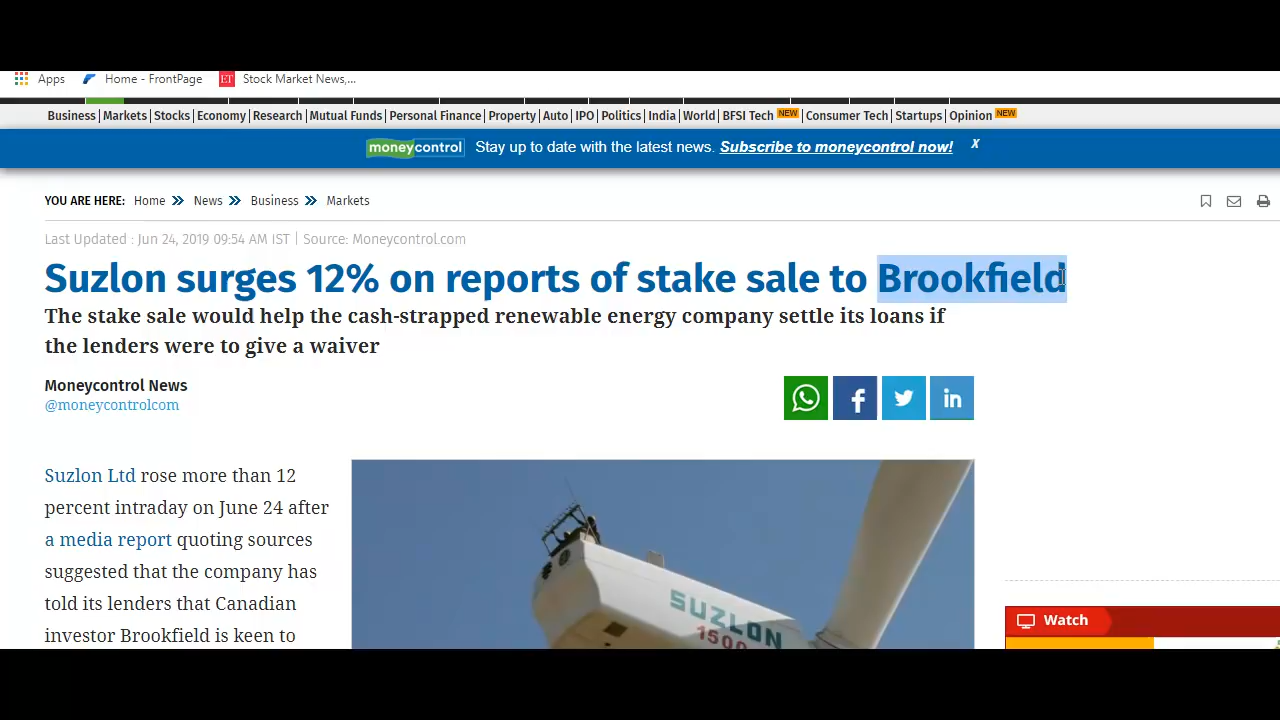 Apps Home - FrontPage ET Stock Market News,...
Business | Markets | Stocks | Economy | Research | Mutual Funds | Personal Finance | Property | Auto | IPO | Politics | India | World | BFSI Tech NEW | Consumer Tech | Startups | Opinion NEW
moneycontrol Stay up to date with the latest news. Subscribe to moneycontrol now! X
YOU ARE HERE: Home News Business Markets
Last Updated : Jun 24, 2019 09:54 AM IST | Source: Moneycontrol.com
Suzlon surges 12% on reports of stake sale to Brookfield
The stake sale would help the cash-strapped renewable energy company settle its loans if
the lenders were to give a waiver
Moneycontrol News
@moneycontrolcom
Suzlon Ltd rose more than 12
percent intraday on June 24 after
a media report quoting sources
suggested that the company has
told its lenders that Canadian
investor Brookfield is keen to
SUZLON
1500
Watch